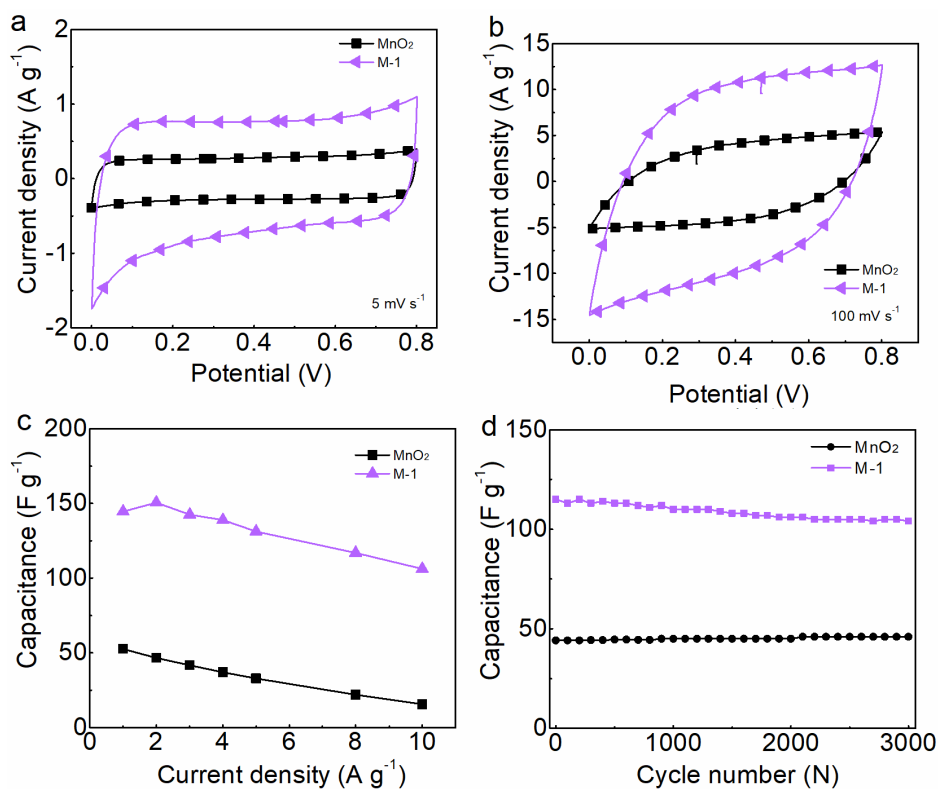 a
Current density (A g⁻¹)
2
1
0
-1
-2
MnO₂
M-1
5 mV s⁻¹
0.0 0.2 0.4 0.6 0.8
Potential (V)
b
Current density (A g⁻¹)
15
10
5
0
-5
-10
-15
MnO₂
M-1
100 mV s⁻¹
0.0 0.2 0.4 0.6 0.8
Potential (V)
c
Capacitance (F g⁻¹)
200
150
100
50
0
MnO₂
M-1
0 2 4 6 8 10
Current density (A g⁻¹)
d
Capacitance (F g⁻¹)
150
100
50
0
MnO₂
M-1
0 1000 2000 3000
Cycle number (N)